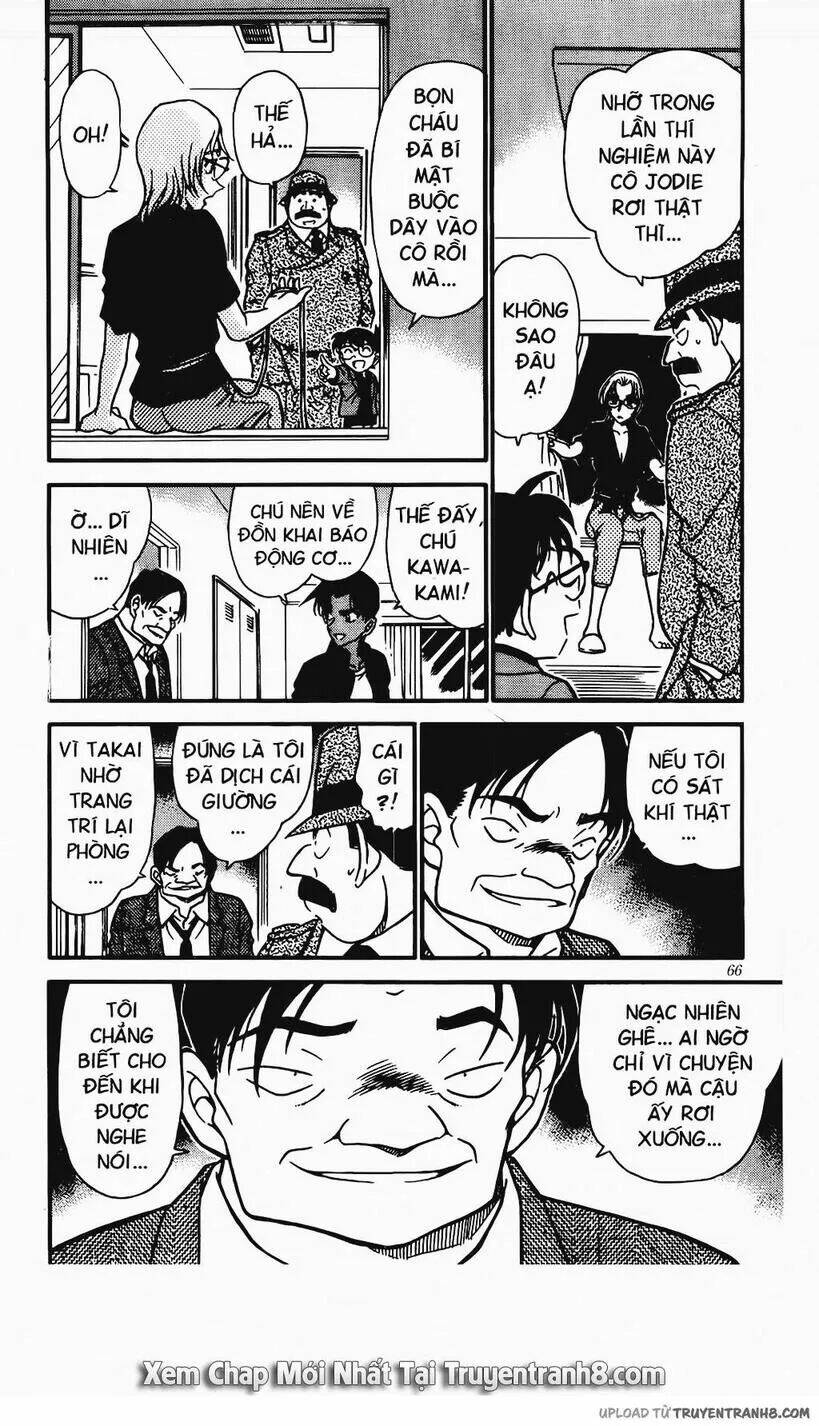 NHỠ TRONG
LẦN THÍ
NGHIỆM NÀY
CÔ JODIE
RƠI THẬT
THÌ...
KHÔNG
SAO
ĐÂU
Ạ!
BỌN
CHÁU
ĐÃ BÍ
MẬT
BUỘC
DÂY VÀO
CÔ RỒI
MÀ...
THẾ
HẢ...
OH!
THẾ ĐẤY,
CHÚ
KAWA-
KAMI!
CHÚ NÊN VỀ
ĐỒN KHAI BÁO
ĐỘNG CƠ...
Ờ... DĨ
NHIÊN
...
NẾU TÔI
CÓ SÁT
KHÍ THẬT
...
CÁI
GÌ
?!
ĐÚNG LÀ TÔI
ĐÃ DỊCH CÁI
GIƯỜNG
...
VÌ TAKAI
NHỜ
TRANG
TRÍ LẠI
PHÒNG
...
66
NGẠC NHIÊN
GHÊ... AI NGỜ
CHỈ VÌ CHUYỆN
ĐÓ MÀ CẬU
ẤY RƠI
XUỐNG...
TÔI
CHẲNG
BIẾT CHO
ĐẾN KHI
ĐƯỢC
NGHE
NÓI...
Xem Chap Mới Nhất Tại Truyentranh8.com
UPLOAD TỪ TRUYENTRANH8.COM